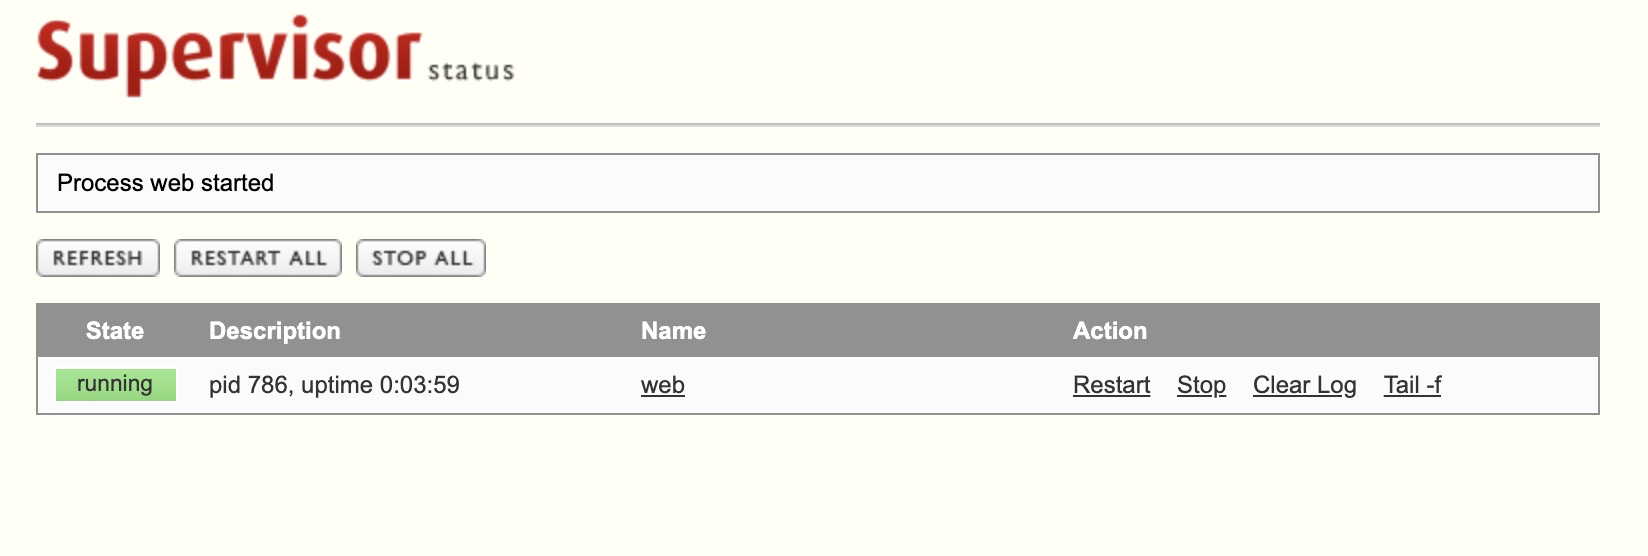 Supervisor status
Process web started
REFRESH RESTART ALL STOP ALL
State Description Name Action
running pid 786, uptime 0:03:59 web Restart Stop Clear Log Tail -f